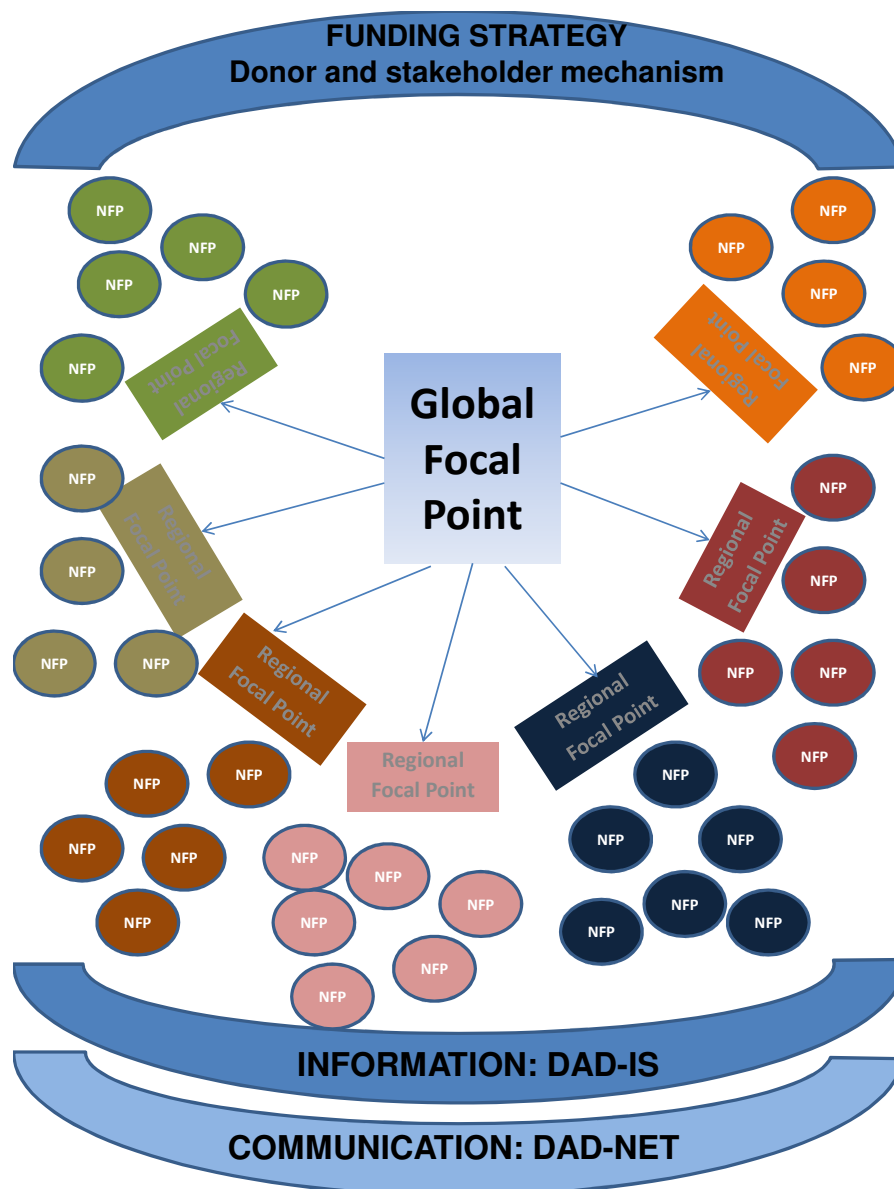 FUNDING STRATEGY
Donor and stakeholder mechanism
NFP
NFP
NFP
NFP
NFP
Regional
Focal Point
NFP
NFP
NFP
NFP
Regional
Focal Point
Global
Focal
Point
NFP
NFP
NFP
NFP
Regional
Focal Point
NFP
NFP
NFP
NFP
NFP
Regional
Focal Point
Regional
Focal Point
NFP
NFP
NFP
NFP
NFP
Regional
Focal Point
NFP
NFP
NFP
NFP
NFP
NFP
Regional
Focal Point
NFP
NFP
NFP
NFP
NFP
NFP
INFORMATION: DAD-IS
COMMUNICATION: DAD-NET